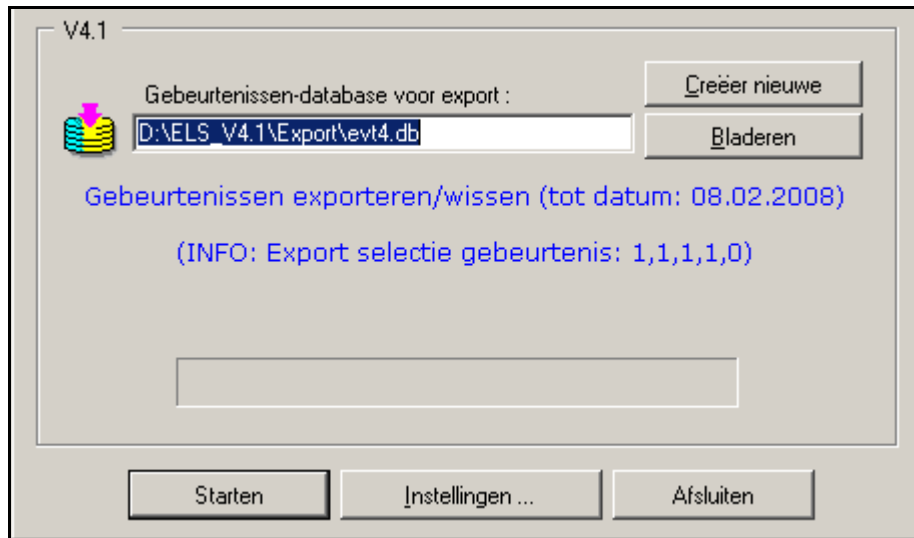 V4.1
Gebeurtenissen-database voor export :
Creëer nieuwe
D:\ELS_V4.1\Export\evt4.db
Bladeren
Gebeurtenissen exporteren/wissen (tot datum: 08.02.2008)
(INFO: Export selectie gebeurtenis: 1,1,1,1,0)
Starten
Instellingen ...
Afsluiten